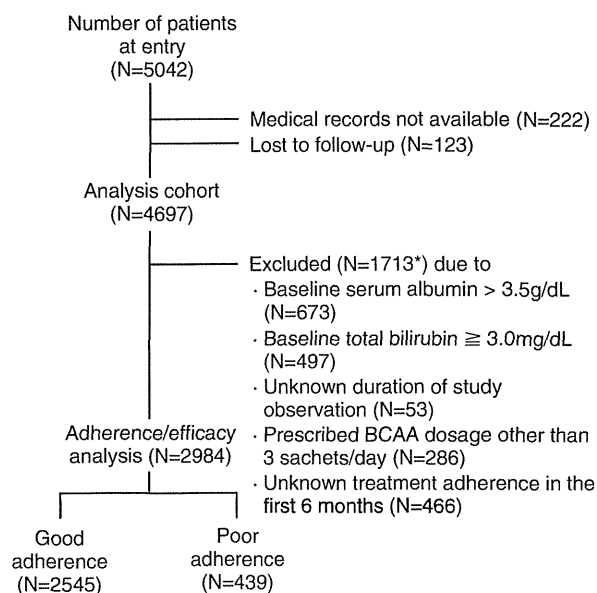 Number of patients
at entry
(N=5042)
Medical records not available (N=222)
Lost to follow-up (N=123)
Analysis cohort
(N=4697)
Excluded (N=1713*) due to
· Baseline serum albumin > 3.5g/dL
(N=673)
· Baseline total bilirubin ≧ 3.0mg/dL
(N=497)
· Unknown duration of study
observation (N=53)
· Prescribed BCAA dosage other than
3 sachets/day (N=286)
· Unknown treatment adherence in the
first 6 months (N=466)
Adherence/efficacy
analysis (N=2984)
Good
adherence
(N=2545)
Poor
adherence
(N=439)